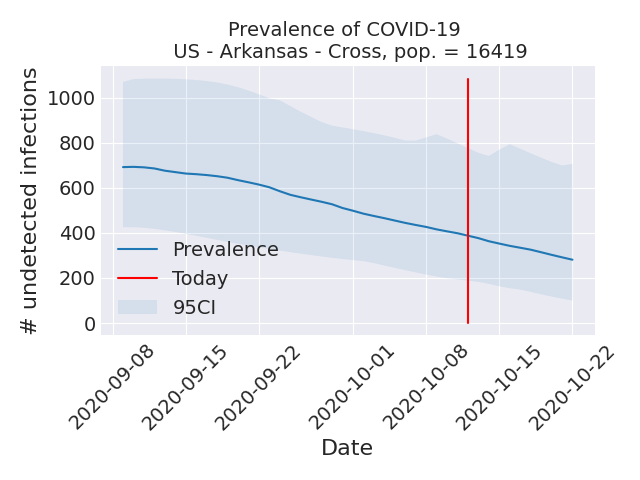 Prevalence of COVID-19
US - Arkansas - Cross, pop. = 16419
# undetected infections
1000
800
600
400
200
0
Prevalence
Today
95CI
2020-09-08
2020-09-15
2020-09-22
2020-10-01
2020-10-08
2020-10-15
2020-10-22
Date